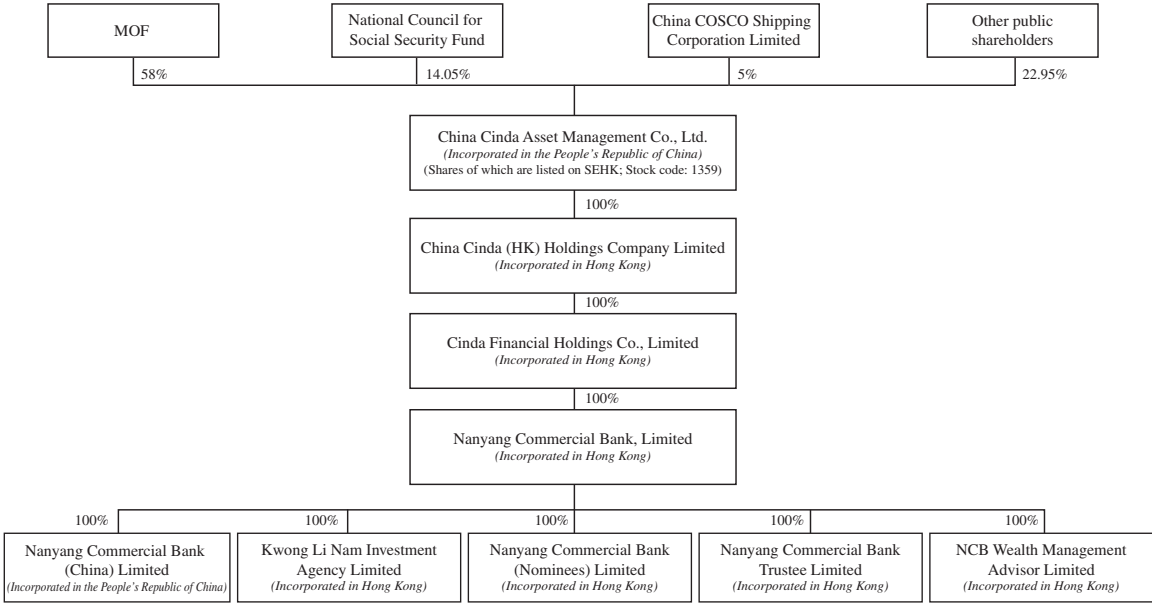 MOF
National Council for
Social Security Fund
China COSCO Shipping
Corporation Limited
Other public
shareholders
58%
14.05%
5%
22.95%
China Cinda Asset Management Co., Ltd.
(Incorporated in the People's Republic of China)
(Shares of which are listed on SEHK; Stock code: 1359)
100%
China Cinda (HK) Holdings Company Limited
(Incorporated in Hong Kong)
100%
Cinda Financial Holdings Co., Limited
(Incorporated in Hong Kong)
100%
Nanyang Commercial Bank, Limited
(Incorporated in Hong Kong)
100%
100%
100%
100%
100%
Nanyang Commercial Bank
(China) Limited
(Incorporated in the People's Republic of China)
Kwong Li Nam Investment
Agency Limited
(Incorporated in Hong Kong)
Nanyang Commercial Bank
(Nominees) Limited
(Incorporated in Hong Kong)
Nanyang Commercial Bank
Trustee Limited
(Incorporated in Hong Kong)
NCB Wealth Management
Advisor Limited
(Incorporated in Hong Kong)